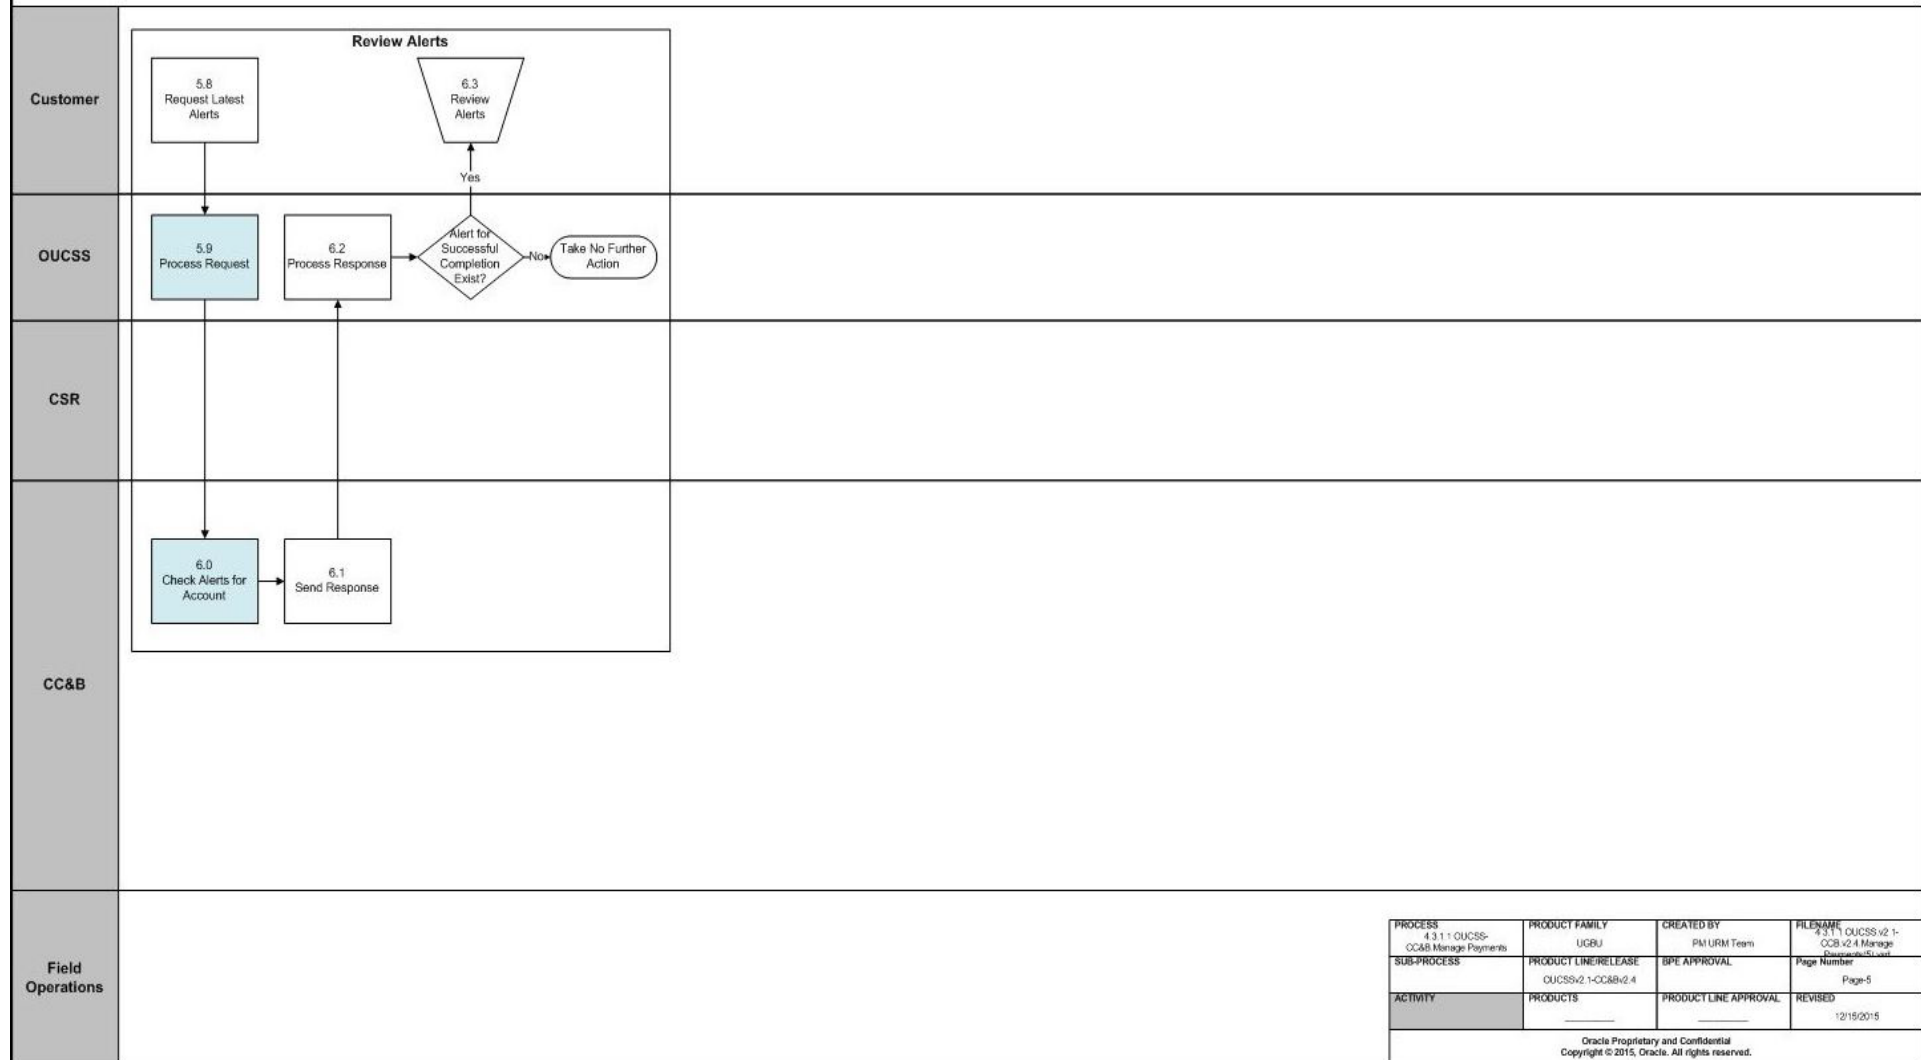 Customer
Review Alerts
5.8
Request Latest
Alerts
6.3
Review
Alerts
Yes
OUCSS
5.9
Process Request
6.2
Process Response
Alert for
Successful
Completion
Exist?
No
Take No Further
Action
CSR
CC&B
6.0
Check Alerts for
Account
6.1
Send Response
Field
Operations
PROCESS
4.3.1.1 OUCSS-
CC&B.Manage Payments
PRODUCT FAMILY
UGBU
CREATED BY
PM URM Team
FILENAME
4.3.1.1 OUCSS.v2.1-
CCB.v2.4.Manage
SUB-PROCESS
PRODUCT LINE/RELEASE
OUCSSv2.1-CC&Bv2.4
BPE APPROVAL
Page Number
Page-5
ACTIVITY
PRODUCTS
PRODUCT LINE APPROVAL
REVISED
12/15/2015
Oracle Proprietary and Confidential
Copyright © 2015, Oracle. All rights reserved.